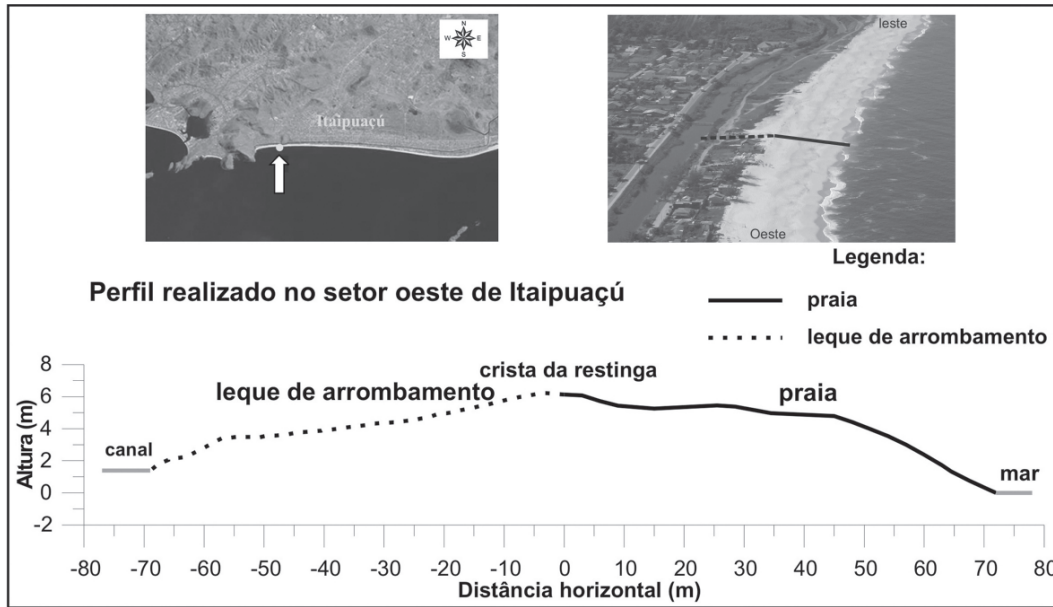 N
W E
S
Itaipuaçú
leste
Oeste
Legenda:
Perfil realizado no setor oeste de Itaipuaçú
praia
leque de arrombamento
8
6
4
2
0
-2
Altura (m)
crista da restinga
leque de arrombamento
praia
canal
mar
-80 -70 -60 -50 -40 -30 -20 -10 0 10 20 30 40 50 60 70 80
Distância horizontal (m)